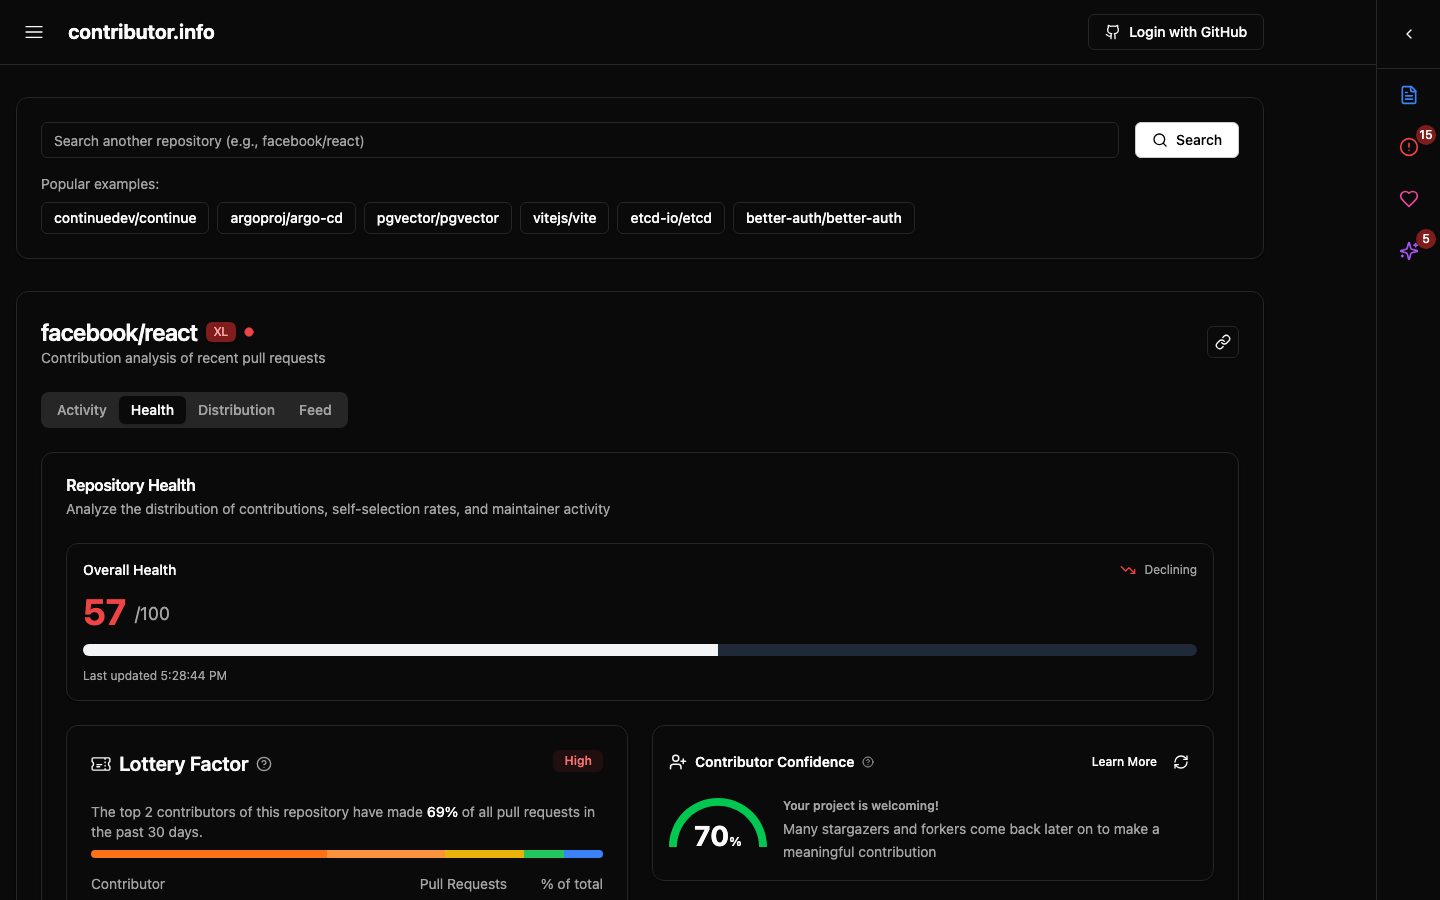 contributor.info
Login with GitHub
Search another repository (e.g., facebook/react)
Search
Popular examples:
continuedev/continue
argoproj/argo-cd
pgvector/pgvector
vitejs/vite
etcd-io/etcd
better-auth/better-auth
15
5
facebook/react XL
Contribution analysis of recent pull requests
Activity Health Distribution Feed
Repository Health
Analyze the distribution of contributions, self-selection rates, and maintainer activity
Overall Health
Declining
57 /100
Last updated 5:28:44 PM
Lottery Factor
High
The top 2 contributors of this repository have made 69% of all pull requests in
the past 30 days.
Contributor Pull Requests % of total
Contributor Confidence
Learn More
70%
Your project is welcoming!
Many stargazers and forkers come back later on to make a
meaningful contribution